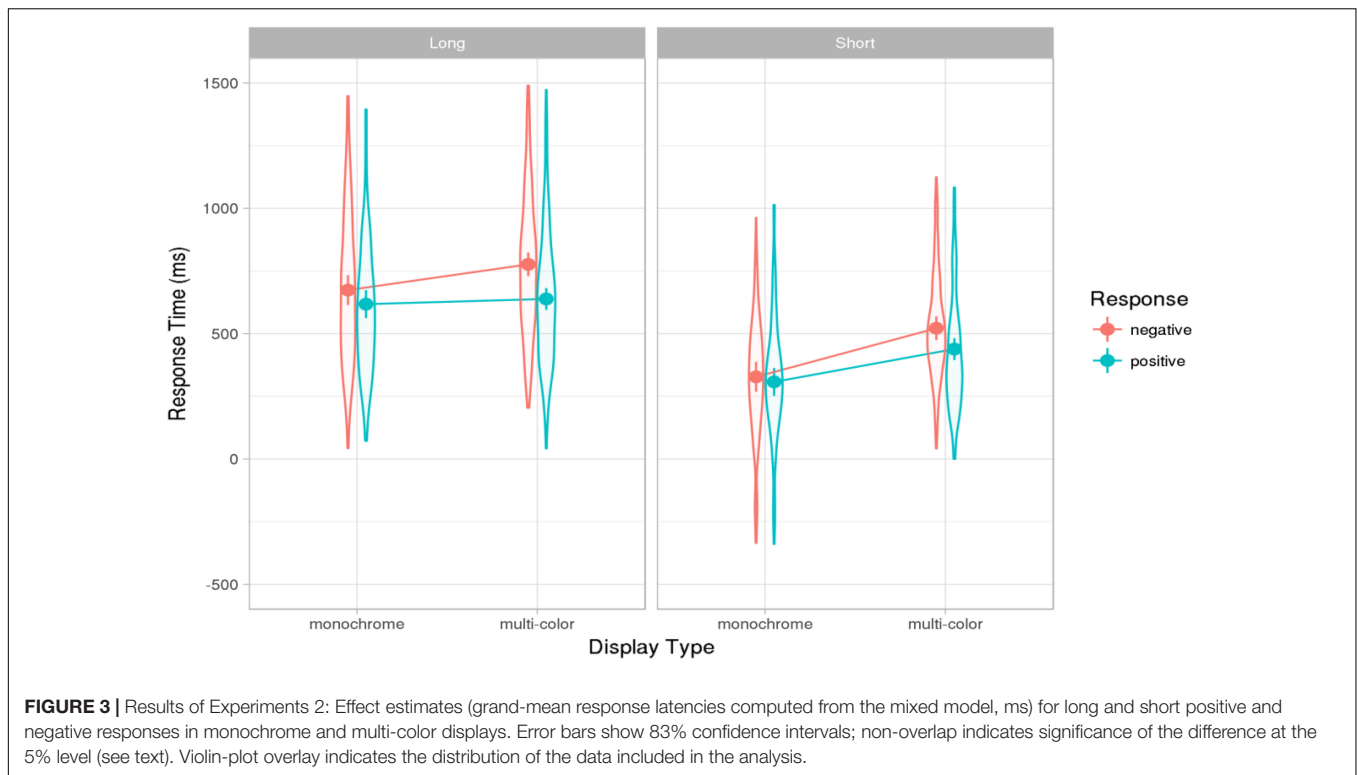 Long
Short
1500
1000
500
0
-500
Response Time (ms)
monochrome
multi-color
monochrome
multi-color
Display Type
Response
negative
positive
FIGURE 3 | Results of Experiments 2: Effect estimates (grand-mean response latencies computed from the mixed model, ms) for long and short positive and
negative responses in monochrome and multi-color displays. Error bars show 83% confidence intervals; non-overlap indicates significance of the difference at the
5% level (see text). Violin-plot overlay indicates the distribution of the data included in the analysis.